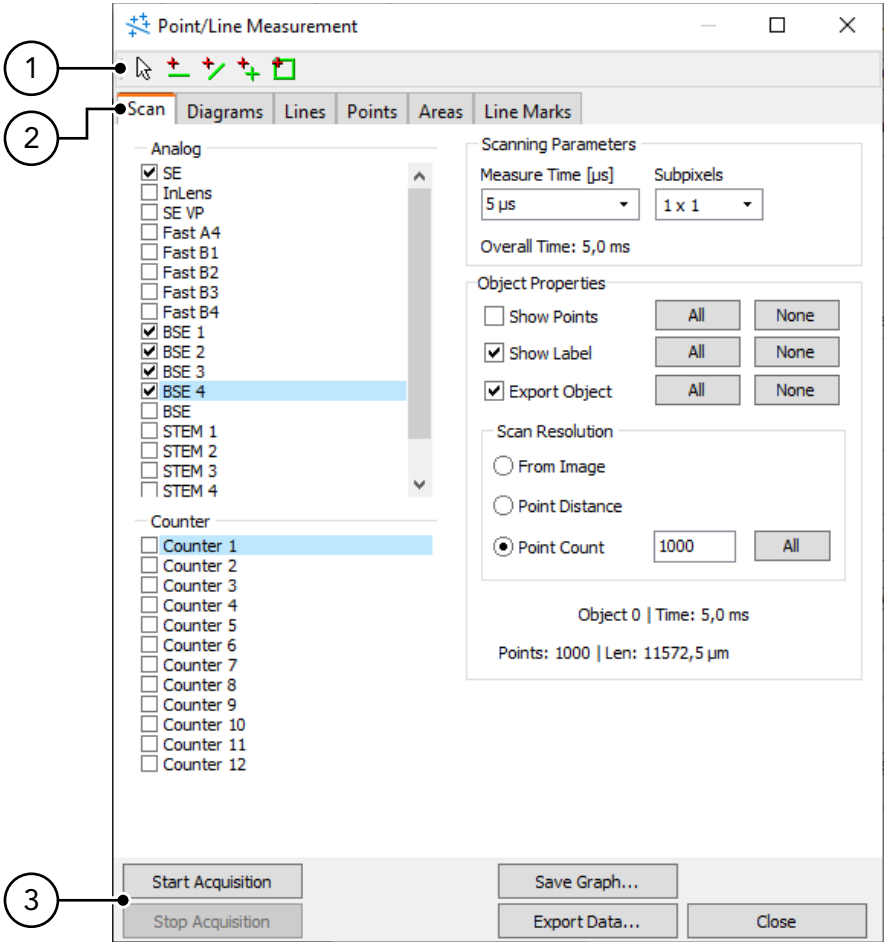 Point/Line Measurement
1
2
Scan Diagrams Lines Points Areas Line Marks
Analog
SE
InLens
SE VP
Fast A4
Fast B1
Fast B2
Fast B3
Fast B4
BSE 1
BSE 2
BSE 3
BSE 4
BSE
STEM 1
STEM 2
STEM 3
STEM 4
Counter
Counter 1
Counter 2
Counter 3
Counter 4
Counter 5
Counter 6
Counter 7
Counter 8
Counter 9
Counter 10
Counter 11
Counter 12
Scanning Parameters
Measure Time [µs] Subpixels
5 µs 1 x 1
Overall Time: 5,0 ms
Object Properties
Show Points All None
Show Label All None
Export Object All None
Scan Resolution
From Image
Point Distance
Point Count 1000 All
Object 0 | Time: 5,0 ms
Points: 1000 | Len: 11572,5 µm
3
Start Acquisition Save Graph...
Stop Acquisition Export Data... Close